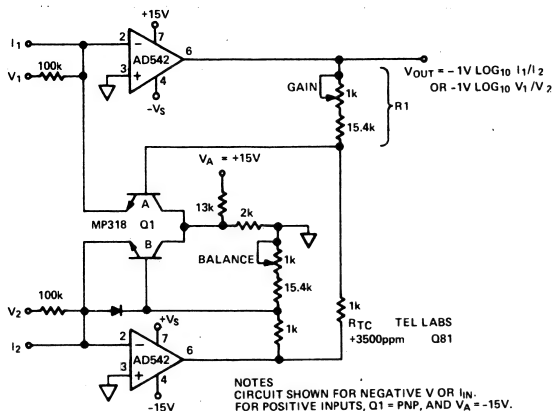 +15V
I1
2
7
6
100k
AD542
V1
3
4
-VS
VOUT = -1V LOG10 I1/I2
OR -1V LOG10 V1/V2
GAIN
1k
R1
15.4k
VA = +15V
A
13k
2k
MP318 Q1
B
BALANCE
1k
15.4k
V2
100k
+VS
1k
1k
RTC TEL LABS
+3500ppm Q81
I2
2
7
6
AD542
3
4
-15V
NOTES
CIRCUIT SHOWN FOR NEGATIVE V OR IIN.
FOR POSITIVE INPUTS, Q1 = PNP, AND VA = -15V.